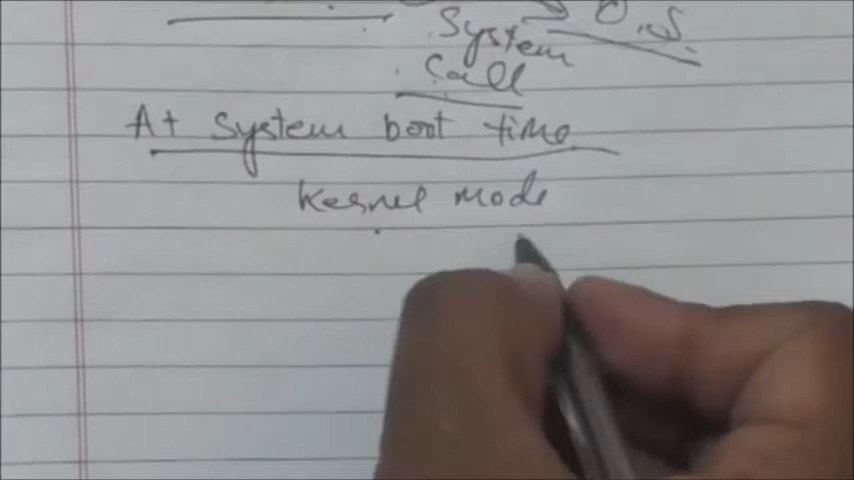 System O.S
Call
At system boot time
Kernel mode